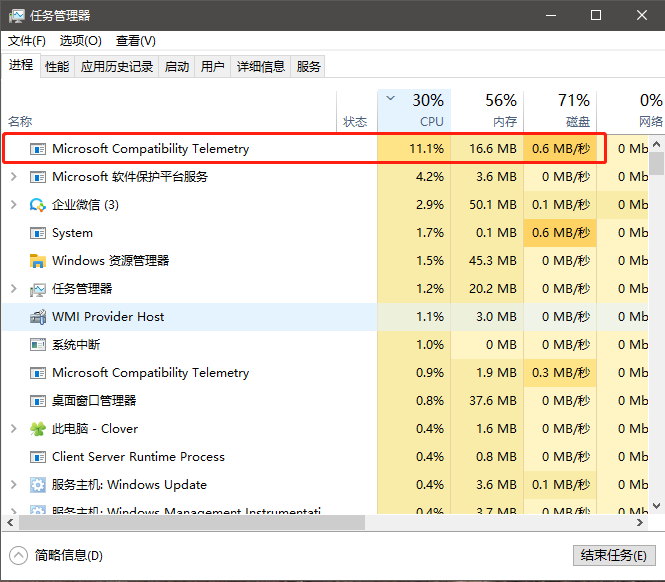 任务管理器
文件(F) 选项(O) 查看(V)
进程 性能 应用历史记录 启动 用户 详细信息 服务
30% 56% 71% 0%
名称 状态 CPU 内存 磁盘 网络
Microsoft Compatibility Telemetry 11.1% 16.6 MB 0.6 MB/秒 0 Mb
Microsoft 软件保护平台服务 4.2% 3.6 MB 0 MB/秒 0 Mb
企业微信 (3) 2.9% 50.1 MB 0.1 MB/秒 0 Mb
System 1.7% 0.1 MB 0.6 MB/秒 0 Mb
Windows 资源管理器 1.5% 45.3 MB 0 MB/秒 0 Mb
任务管理器 1.2% 20.2 MB 0 MB/秒 0 Mb
WMI Provider Host 1.1% 3.0 MB 0 MB/秒 0 Mb
系统中断 1.0% 0 MB 0 MB/秒 0 Mb
Microsoft Compatibility Telemetry 0.9% 1.9 MB 0.3 MB/秒 0 Mb
桌面窗口管理器 0.8% 37.6 MB 0 MB/秒 0 Mb
此电脑 - Clover 0.4% 1.6 MB 0 MB/秒 0 Mb
Client Server Runtime Process 0.4% 0.8 MB 0 MB/秒 0 Mb
服务主机: Windows Update 0.4% 3.6 MB 0.1 MB/秒 0 Mb
服务主机: Windows Management Instrumentati 0.4% 3.7 MB 0 MB/秒 0 Mb
简略信息(D) 结束任务(E)